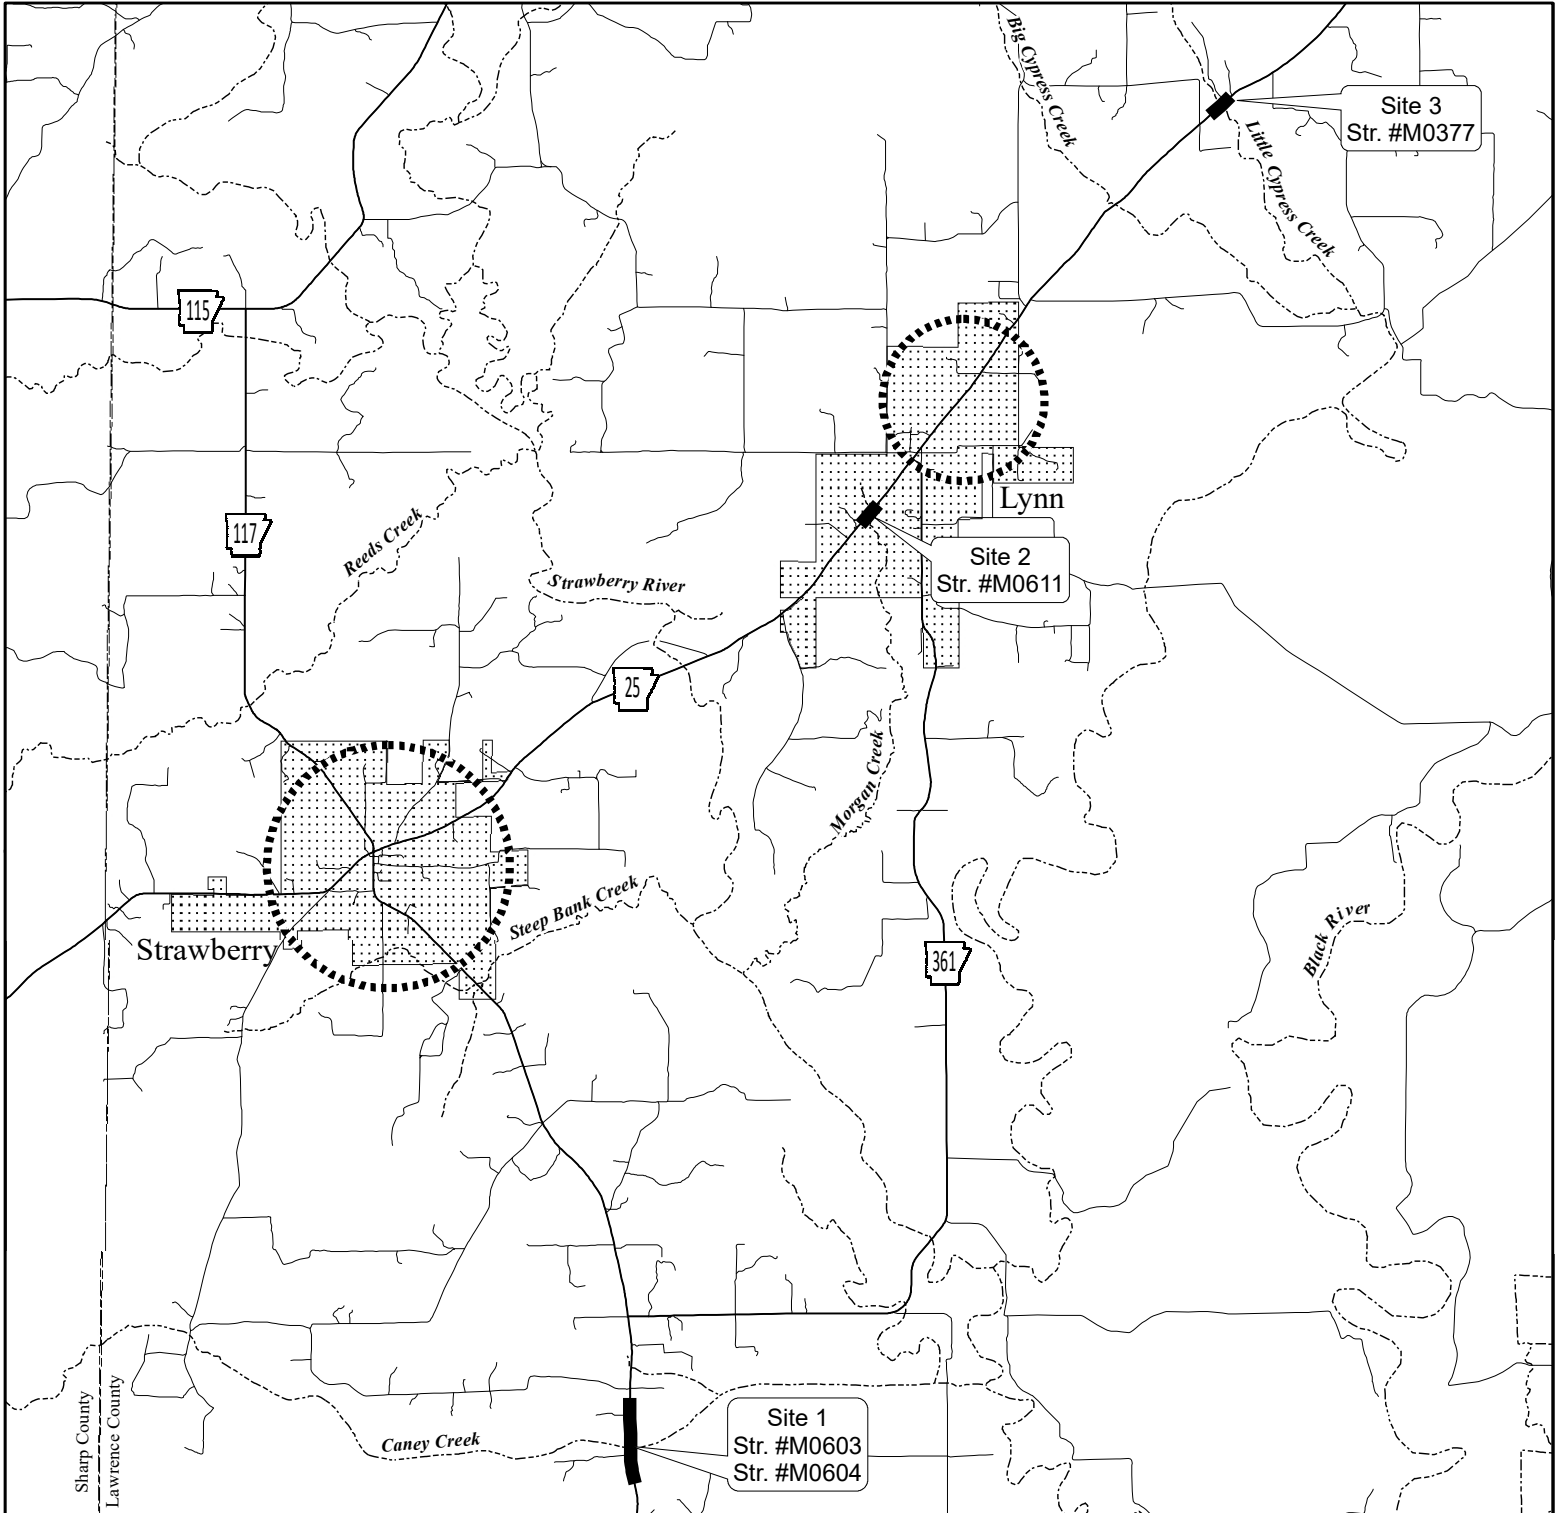 Big Cypress Creek
Site 3
Str. #M0377
Little Cypress Creek
115
Lynn
117
Reeds Creek
Site 2
Str. #M0611
Strawberry River
25
Morgan Creek
Steep Bank Creek
Black River
Strawberry
361
Sharp County
Lawrence County
Caney Creek
Site 1
Str. #M0603
Str. #M0604